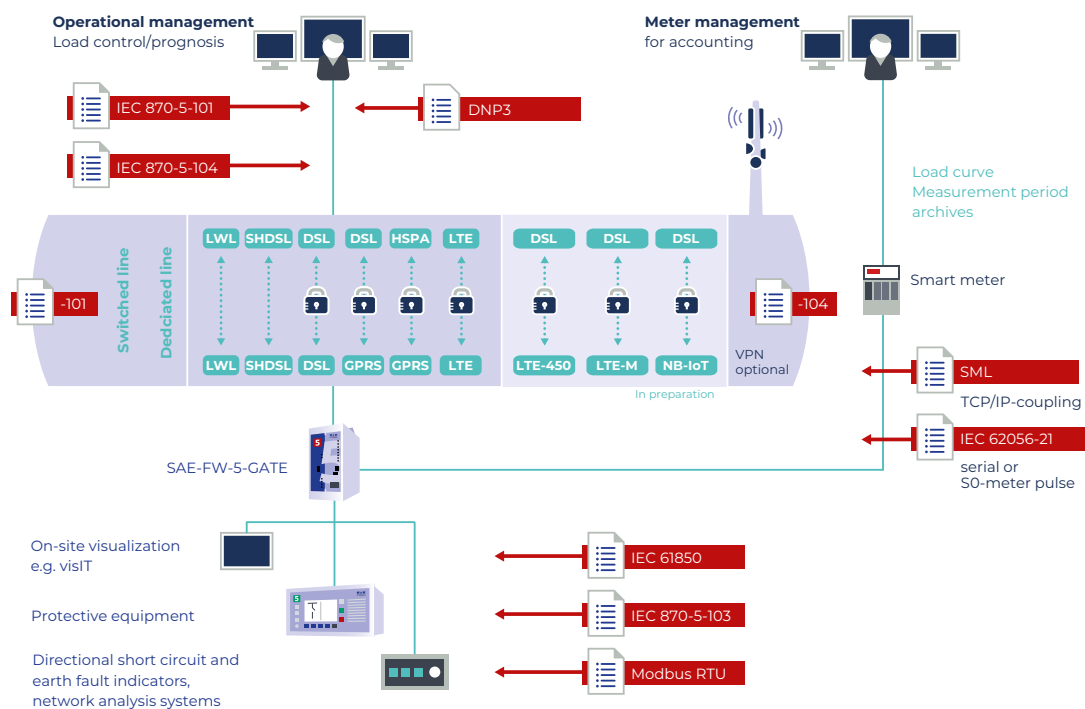 Operational management
Load control/prognosis
Meter management
for accounting
IEC 870-5-101
DNP3
IEC 870-5-104
Load curve
Measurement period
archives
Switched line
Dedciated line
LWL SHDSL DSL DSL HSPA LTE DSL DSL DSL
-101
-104
Smart meter
LWL SHDSL DSL GPRS GPRS LTE LTE-450 LTE-M NB-IoT
VPN
optional
In preparation
SML
TCP/IP-coupling
IEC 62056-21
serial or
S0-meter pulse
SAE-FW-5-GATE
On-site visualization
e.g. visIT
IEC 61850
Protective equipment
IEC 870-5-103
Directional short circuit and
earth fault indicators,
network analysis systems
Modbus RTU
S
S